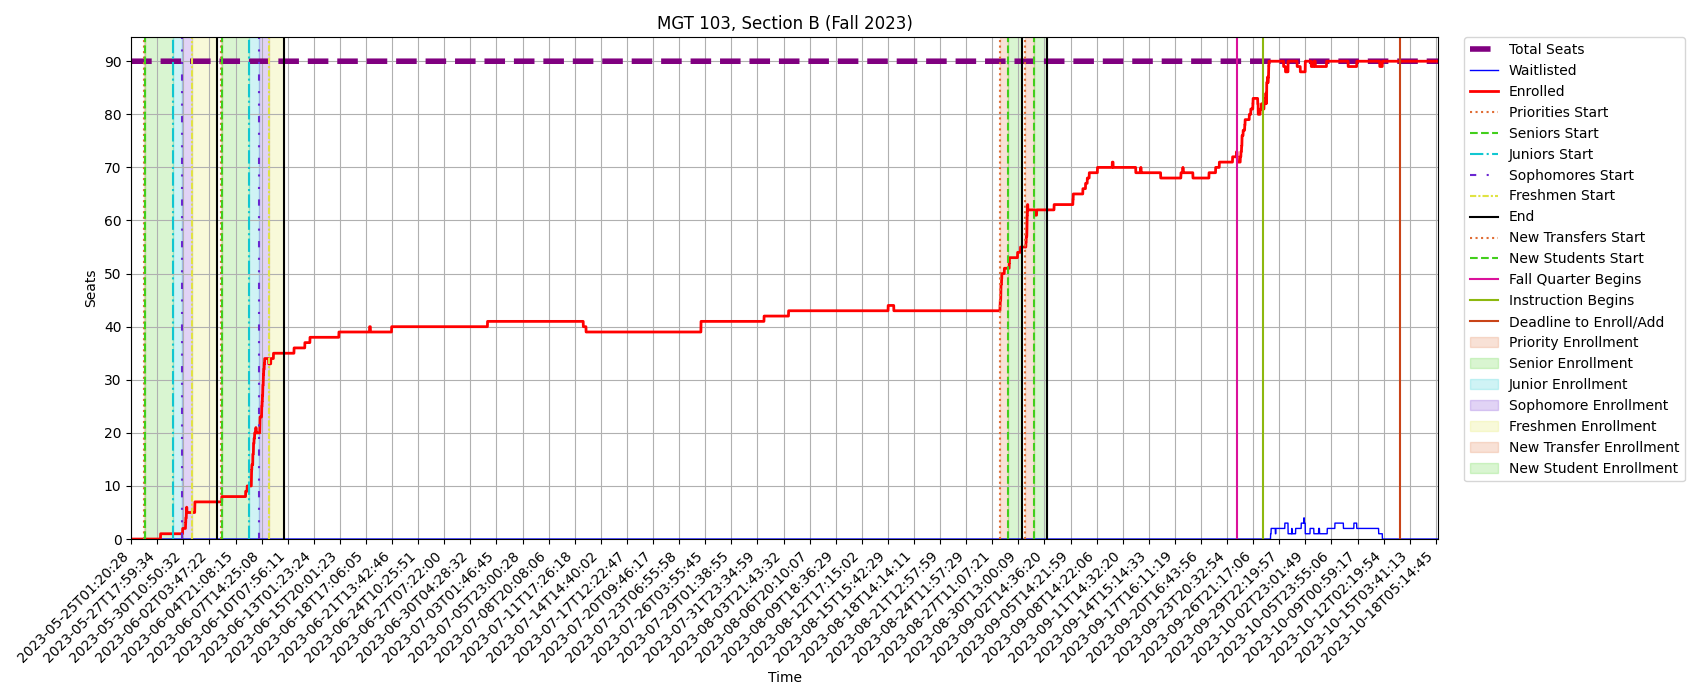 MGT 103, Section B (Fall 2023)
Seats
90
80
70
60
50
40
30
20
10
0
2023-05-25T01:20:28
2023-05-27T17:59:34
2023-05-30T10:50:32
2023-06-02T03:47:22
2023-06-04T21:08:15
2023-06-07T14:25:08
2023-06-10T07:56:11
2023-06-13T01:23:24
2023-06-15T20:01:23
2023-06-18T17:06:05
2023-06-21T13:42:46
2023-06-24T10:25:51
2023-06-27T07:22:00
2023-06-30T04:28:32
2023-07-03T01:46:45
2023-07-05T23:00:28
2023-07-08T20:08:06
2023-07-11T17:26:18
2023-07-14T14:40:02
2023-07-17T12:22:47
2023-07-20T09:46:17
2023-07-23T06:55:58
2023-07-26T03:55:45
2023-07-29T01:38:55
2023-07-31T23:34:59
2023-08-03T21:43:32
2023-08-06T20:10:07
2023-08-09T18:36:29
2023-08-12T17:15:02
2023-08-15T15:42:29
2023-08-18T14:14:11
2023-08-21T12:57:59
2023-08-24T11:57:29
2023-08-27T11:07:21
2023-08-30T13:00:09
2023-09-02T14:36:20
2023-09-05T14:21:59
2023-09-08T14:22:06
2023-09-11T14:32:20
2023-09-14T15:14:33
2023-09-17T16:11:19
2023-09-20T16:43:56
2023-09-23T20:32:54
2023-09-26T21:17:06
2023-09-29T22:19:57
2023-10-02T23:01:49
2023-10-05T23:55:06
2023-10-09T00:59:17
2023-10-12T02:19:54
2023-10-15T03:41:13
2023-10-18T05:14:45
Time
Total Seats
Waitlisted
Enrolled
Priorities Start
Seniors Start
Juniors Start
Sophomores Start
Freshmen Start
End
New Transfers Start
New Students Start
Fall Quarter Begins
Instruction Begins
Deadline to Enroll/Add
Priority Enrollment
Senior Enrollment
Junior Enrollment
Sophomore Enrollment
Freshmen Enrollment
New Transfer Enrollment
New Student Enrollment